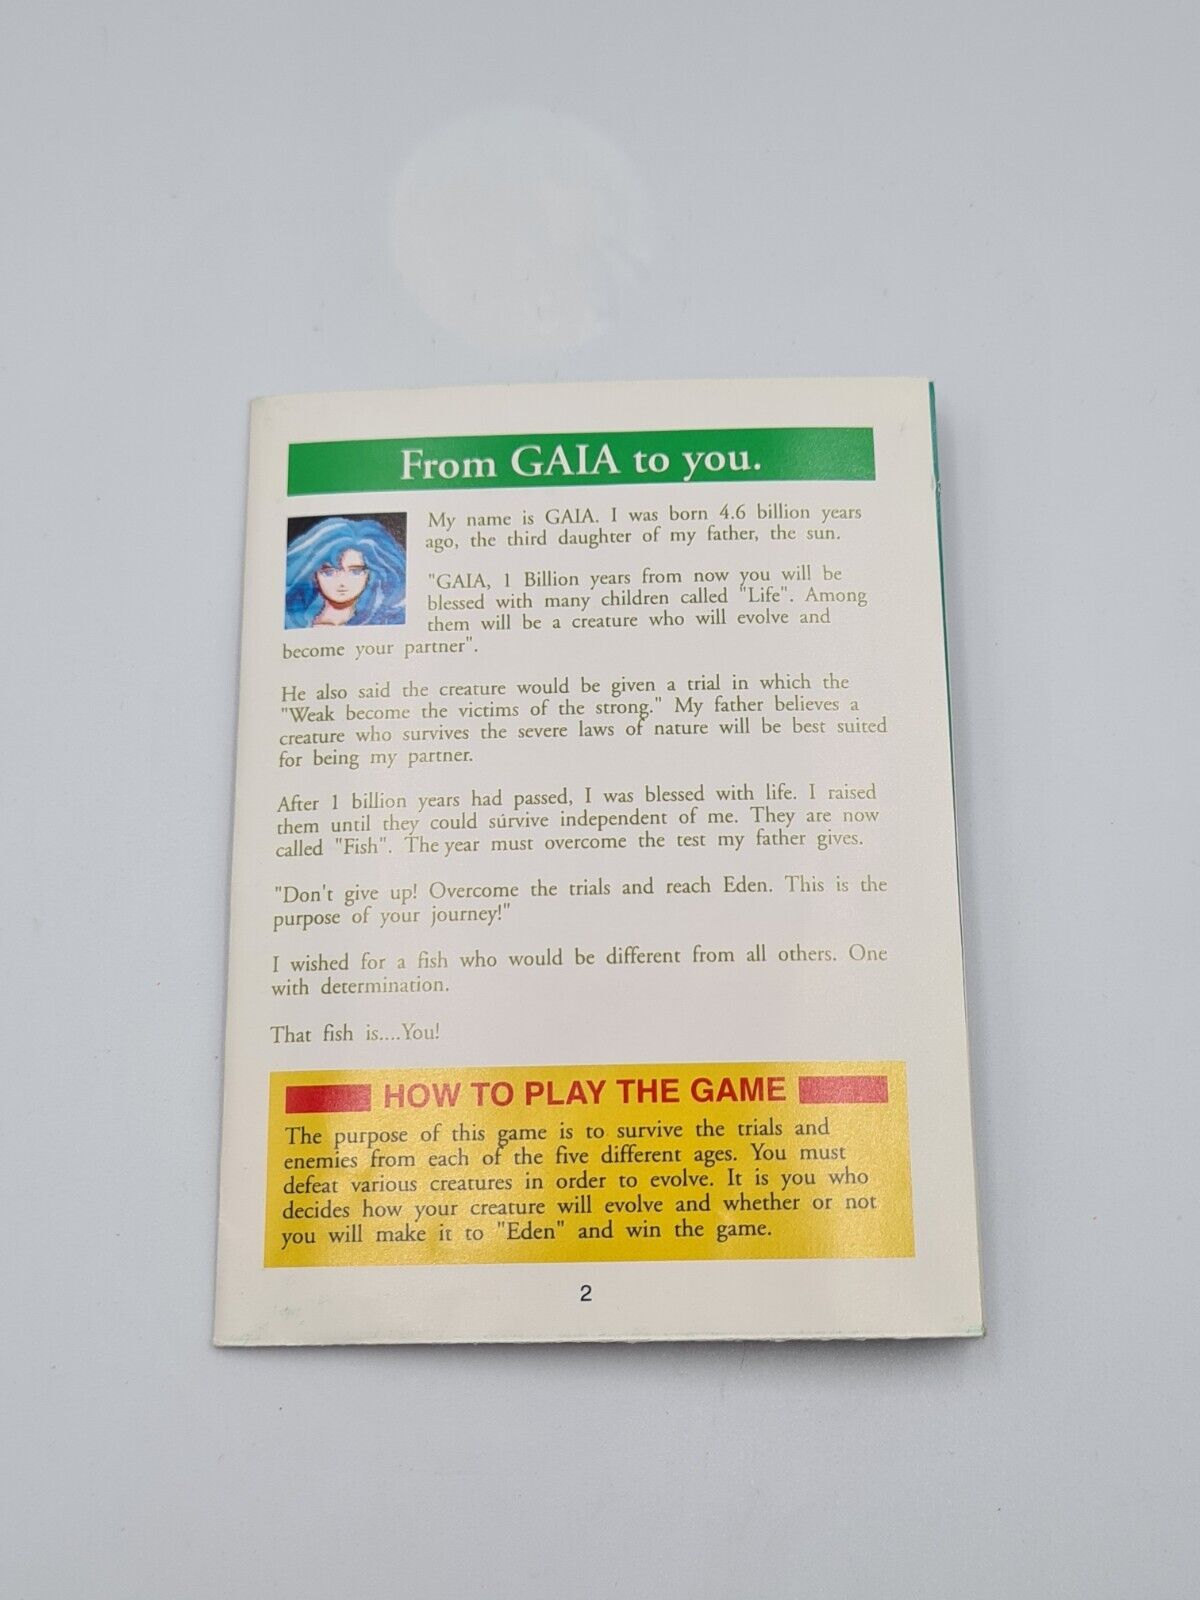 From GAIA to you.
My name is GAIA. I was born 4.6 billion years
ago, the third daughter of my father, the sun.
"GAIA, 1 Billion years from now you will be
blessed with many children called "Life". Among
them will be a creature who will evolve and
become your partner".
He also said the creature would be given a trial in which the
"Weak become the victims of the strong." My father believes a
creature who survives the severe laws of nature will be best suited
for being my partner.
After 1 billion years had passed, I was blessed with life. I raised
them until they could survive independent of me. They are now
called "Fish". The year must overcome the test my father gives.
"Don't give up! Overcome the trials and reach Eden. This is the
purpose of your journey!"
I wished for a fish who would be different from all others. One
with determination.
That fish is....You!
HOW TO PLAY THE GAME
The purpose of this game is to survive the trials and
enemies from each of the five different ages. You must
defeat various creatures in order to evolve. It is you who
decides how your creature will evolve and whether or not
you will make it to "Eden" and win the game.
2